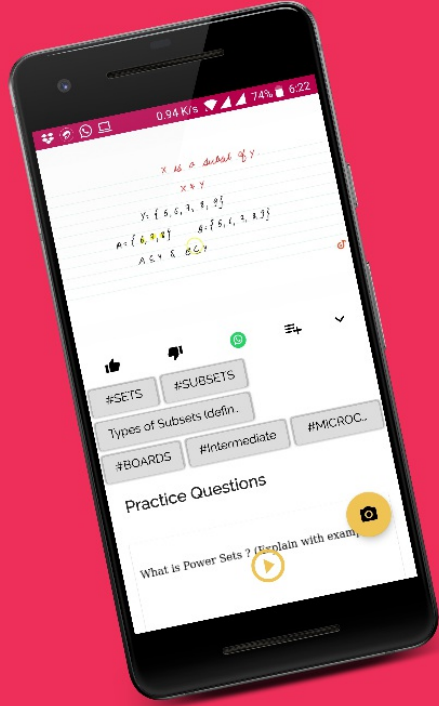 0.94 K/s 74% 6:22
x is a subset of y
x ≠ y
y = { 5, 6, 7, 8, 9}
A = { 6, 7, 8} B = { 5, 6, 7, 8, 9}
A ⊆ y & B ⊆ y
#SETS #SUBSETS
Types of Subsets (defin..
#BOARDS #Intermediate #MICROC..
Practice Questions
What is Power Sets ? (Explain with exam